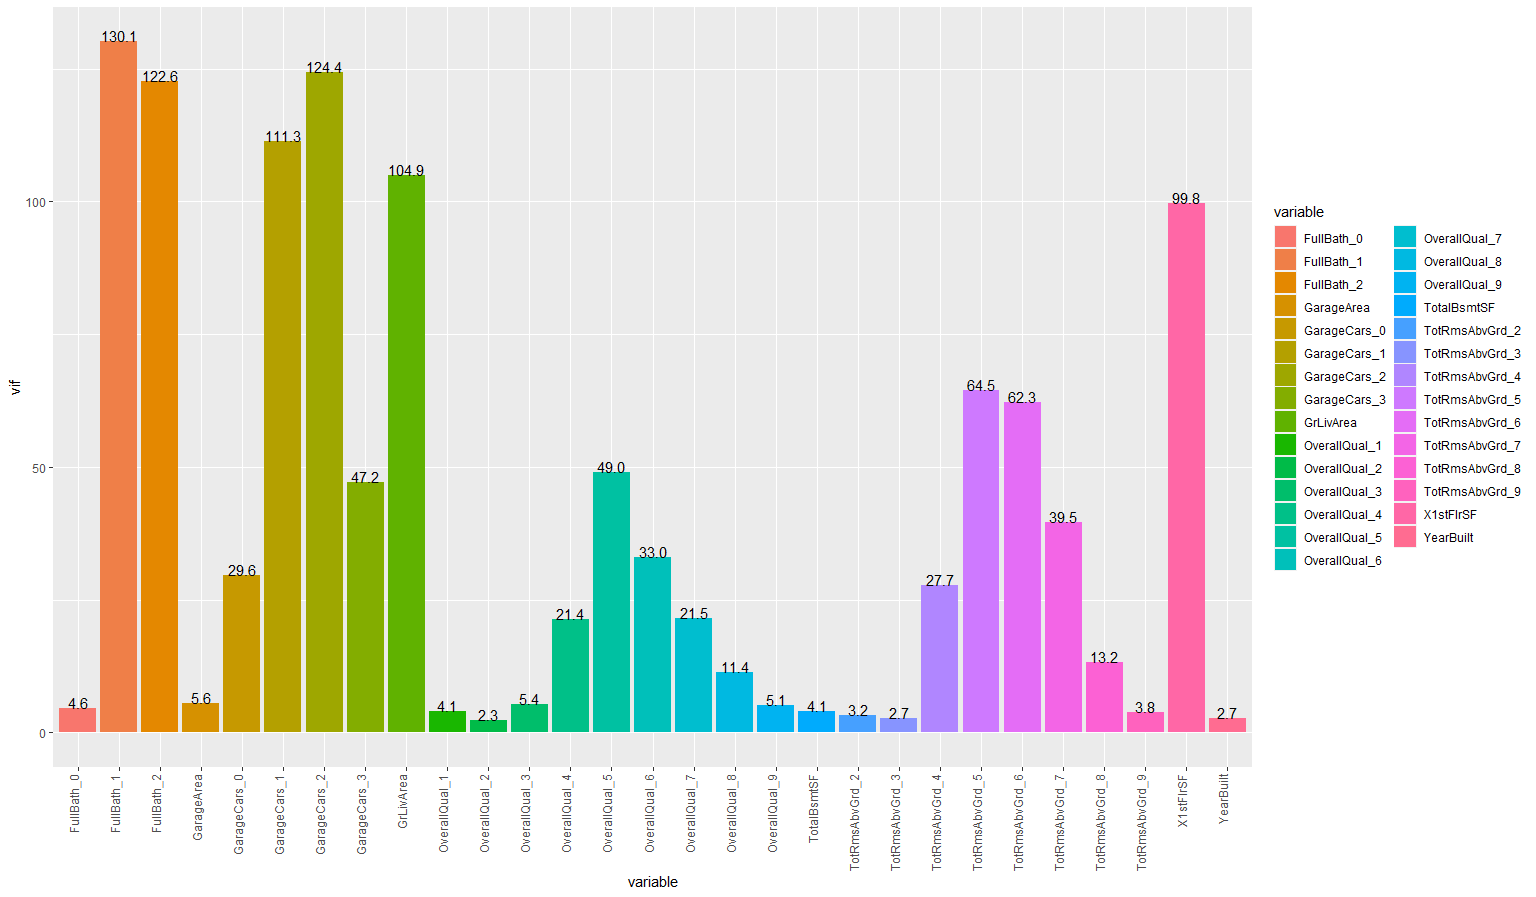 130.1
124.4
122.6
111.3
104.9
99.8
100
64.5
62.3
49.0
47.2
50
39.5
33.0
29.6
27.7
21.4
21.5
13.2
11.4
4.6
5.6
4.1
2.3
5.4
5.1
4.1
3.2
2.7
3.8
2.7
0
vif
FullBath_0
FullBath_1
FullBath_2
GarageArea
GarageCars_0
GarageCars_1
GarageCars_2
GarageCars_3
GrLivArea
OverallQual_1
OverallQual_2
OverallQual_3
OverallQual_4
OverallQual_5
OverallQual_6
OverallQual_7
OverallQual_8
OverallQual_9
TotalBsmtSF
TotRmsAbvGrd_2
TotRmsAbvGrd_3
TotRmsAbvGrd_4
TotRmsAbvGrd_5
TotRmsAbvGrd_6
TotRmsAbvGrd_7
TotRmsAbvGrd_8
TotRmsAbvGrd_9
X1stFlrSF
YearBuilt
variable
variable
FullBath_0
FullBath_1
FullBath_2
GarageArea
GarageCars_0
GarageCars_1
GarageCars_2
GarageCars_3
GrLivArea
OverallQual_1
OverallQual_2
OverallQual_3
OverallQual_4
OverallQual_5
OverallQual_6
OverallQual_7
OverallQual_8
OverallQual_9
TotalBsmtSF
TotRmsAbvGrd_2
TotRmsAbvGrd_3
TotRmsAbvGrd_4
TotRmsAbvGrd_5
TotRmsAbvGrd_6
TotRmsAbvGrd_7
TotRmsAbvGrd_8
TotRmsAbvGrd_9
X1stFlrSF
YearBuilt